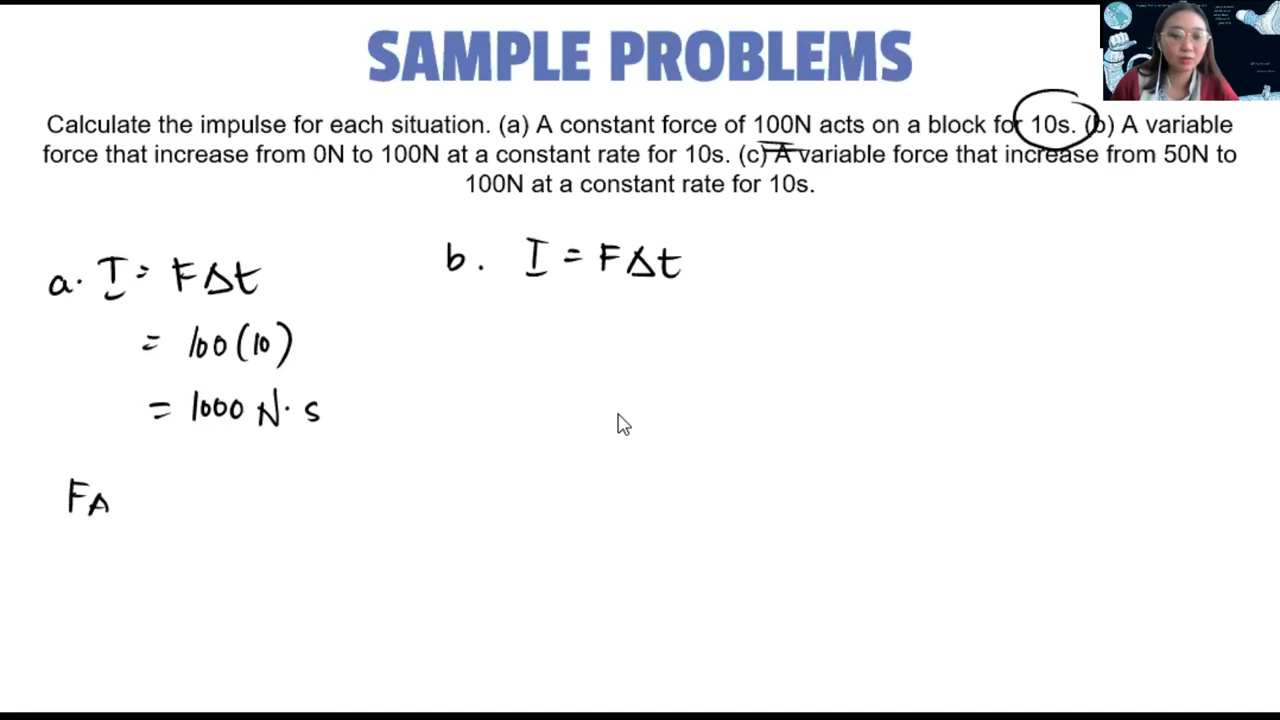 SAMPLE PROBLEMS
Calculate the impulse for each situation. (a) A constant force of 100N acts on a block for 10s. (b) A variable
force that increase from 0N to 100N at a constant rate for 10s. (c) A variable force that increase from 50N to
100N at a constant rate for 10s.
a. I = FΔt
= 100(10)
= 1000 N·s
FA
b. I = FΔt